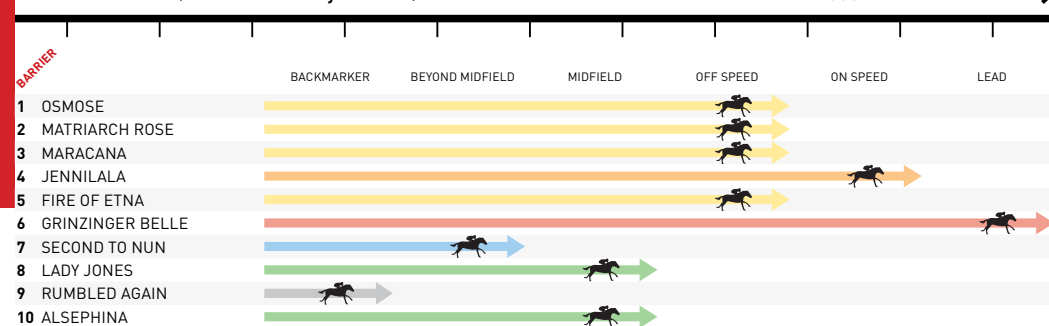 BARRIER
BACKMARKER BEYOND MIDFIELD MIDFIELD OFF SPEED ON SPEED LEAD
1 OSMOSE
2 MATRIARCH ROSE
3 MARACANA
4 JENNILALA
5 FIRE OF ETNA
6 GRINZINGER BELLE
7 SECOND TO NUN
8 LADY JONES
9 RUMBLED AGAIN
10 ALSEPHINA